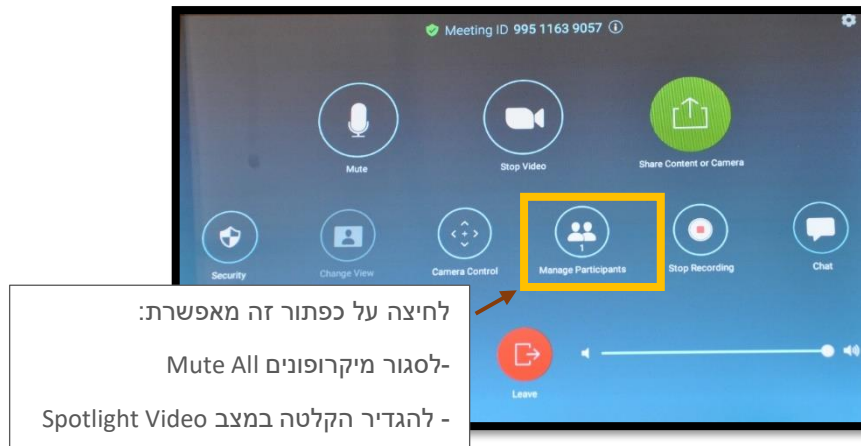 Meeting ID 995 1163 9057
Mute
Stop Video
Share Content or Camera
Security
Change View
Camera Control
1
Manage Participants
Stop Recording
Chat
לחיצה על כפתור זה מאפשרת:
-לסגור מיקרופונים Mute All
- להגדיר הקלטה במצב Spotlight Video
Leave